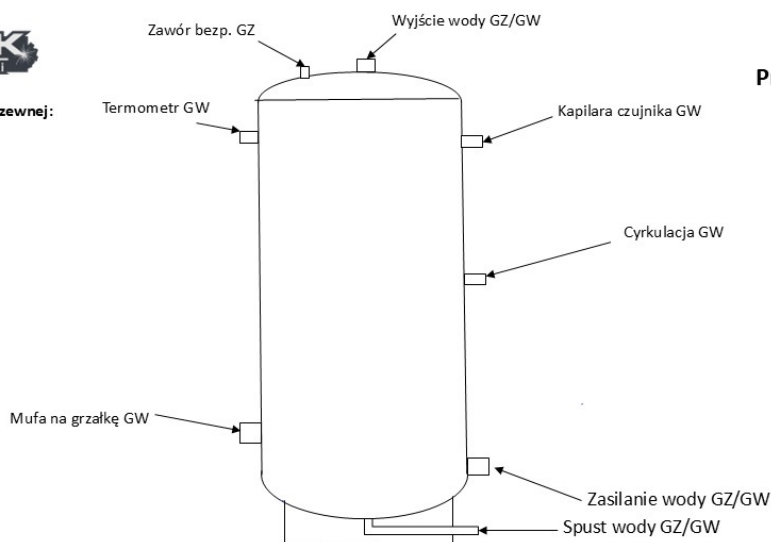 Wyjście wody GZ/GW
Zawór bezp. GZ
Termometr GW
Kapilara czujnika GW
Cyrkulacja GW
Mufa na grzałkę GW
Zasilanie wody GZ/GW
Spust wody GZ/GW